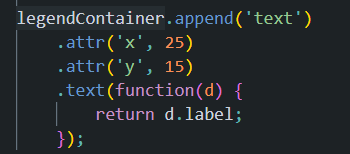 legendContainer.append('text')
    .attr('x', 25)
    .attr('y', 15)
    .text(function(d) {
        return d.label;
    });